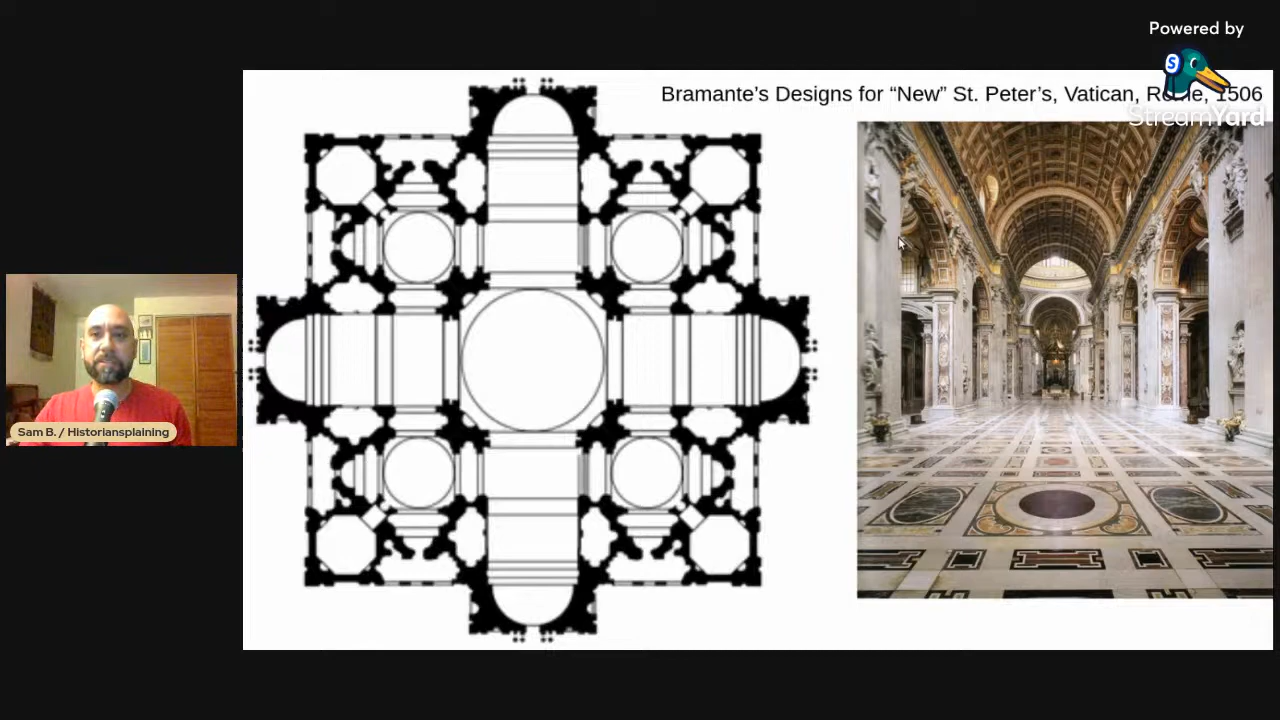 Powered by
S
StreamYard
Bramante’s Designs for “New” St. Peter’s, Vatican, Rome, 1506
Sam B. / Historiansplaining